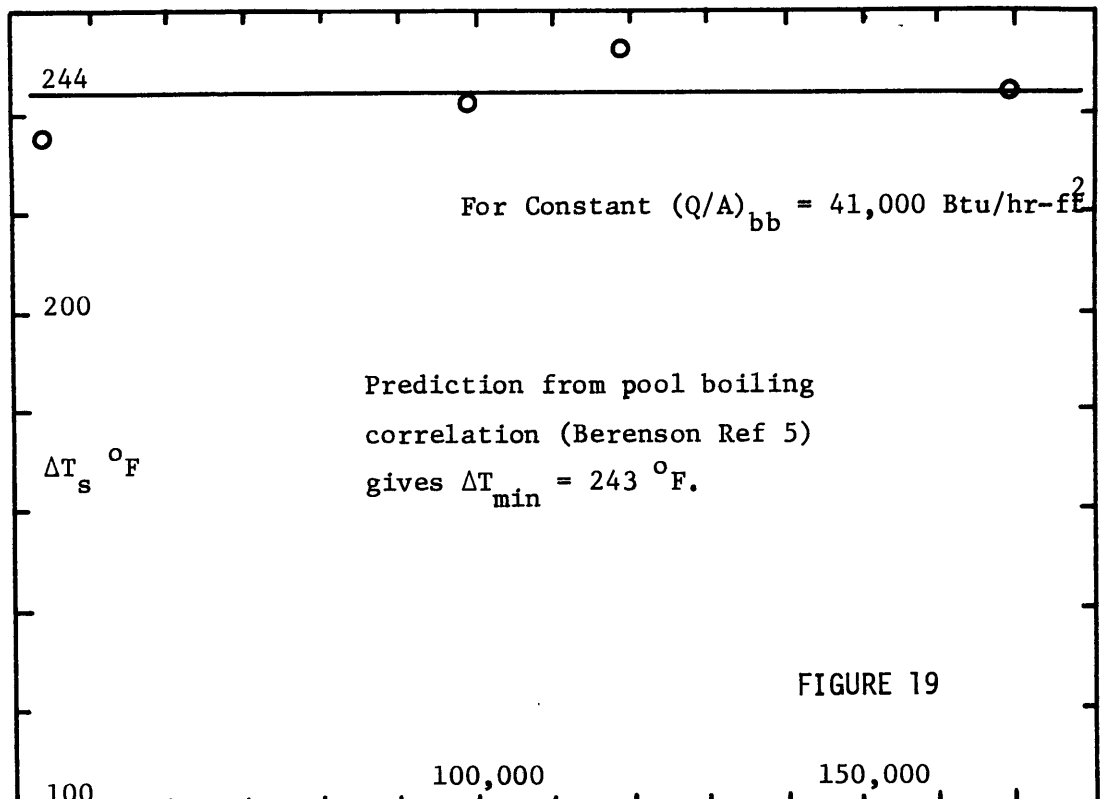 244
For Constant (Q/A)bb = 41,000 Btu/hr-ft2
200
Prediction from pool boiling
correlation (Berenson Ref 5)
ΔTs °F
gives ΔTmin = 243 °F.
FIGURE 19
100,000 150,000
100